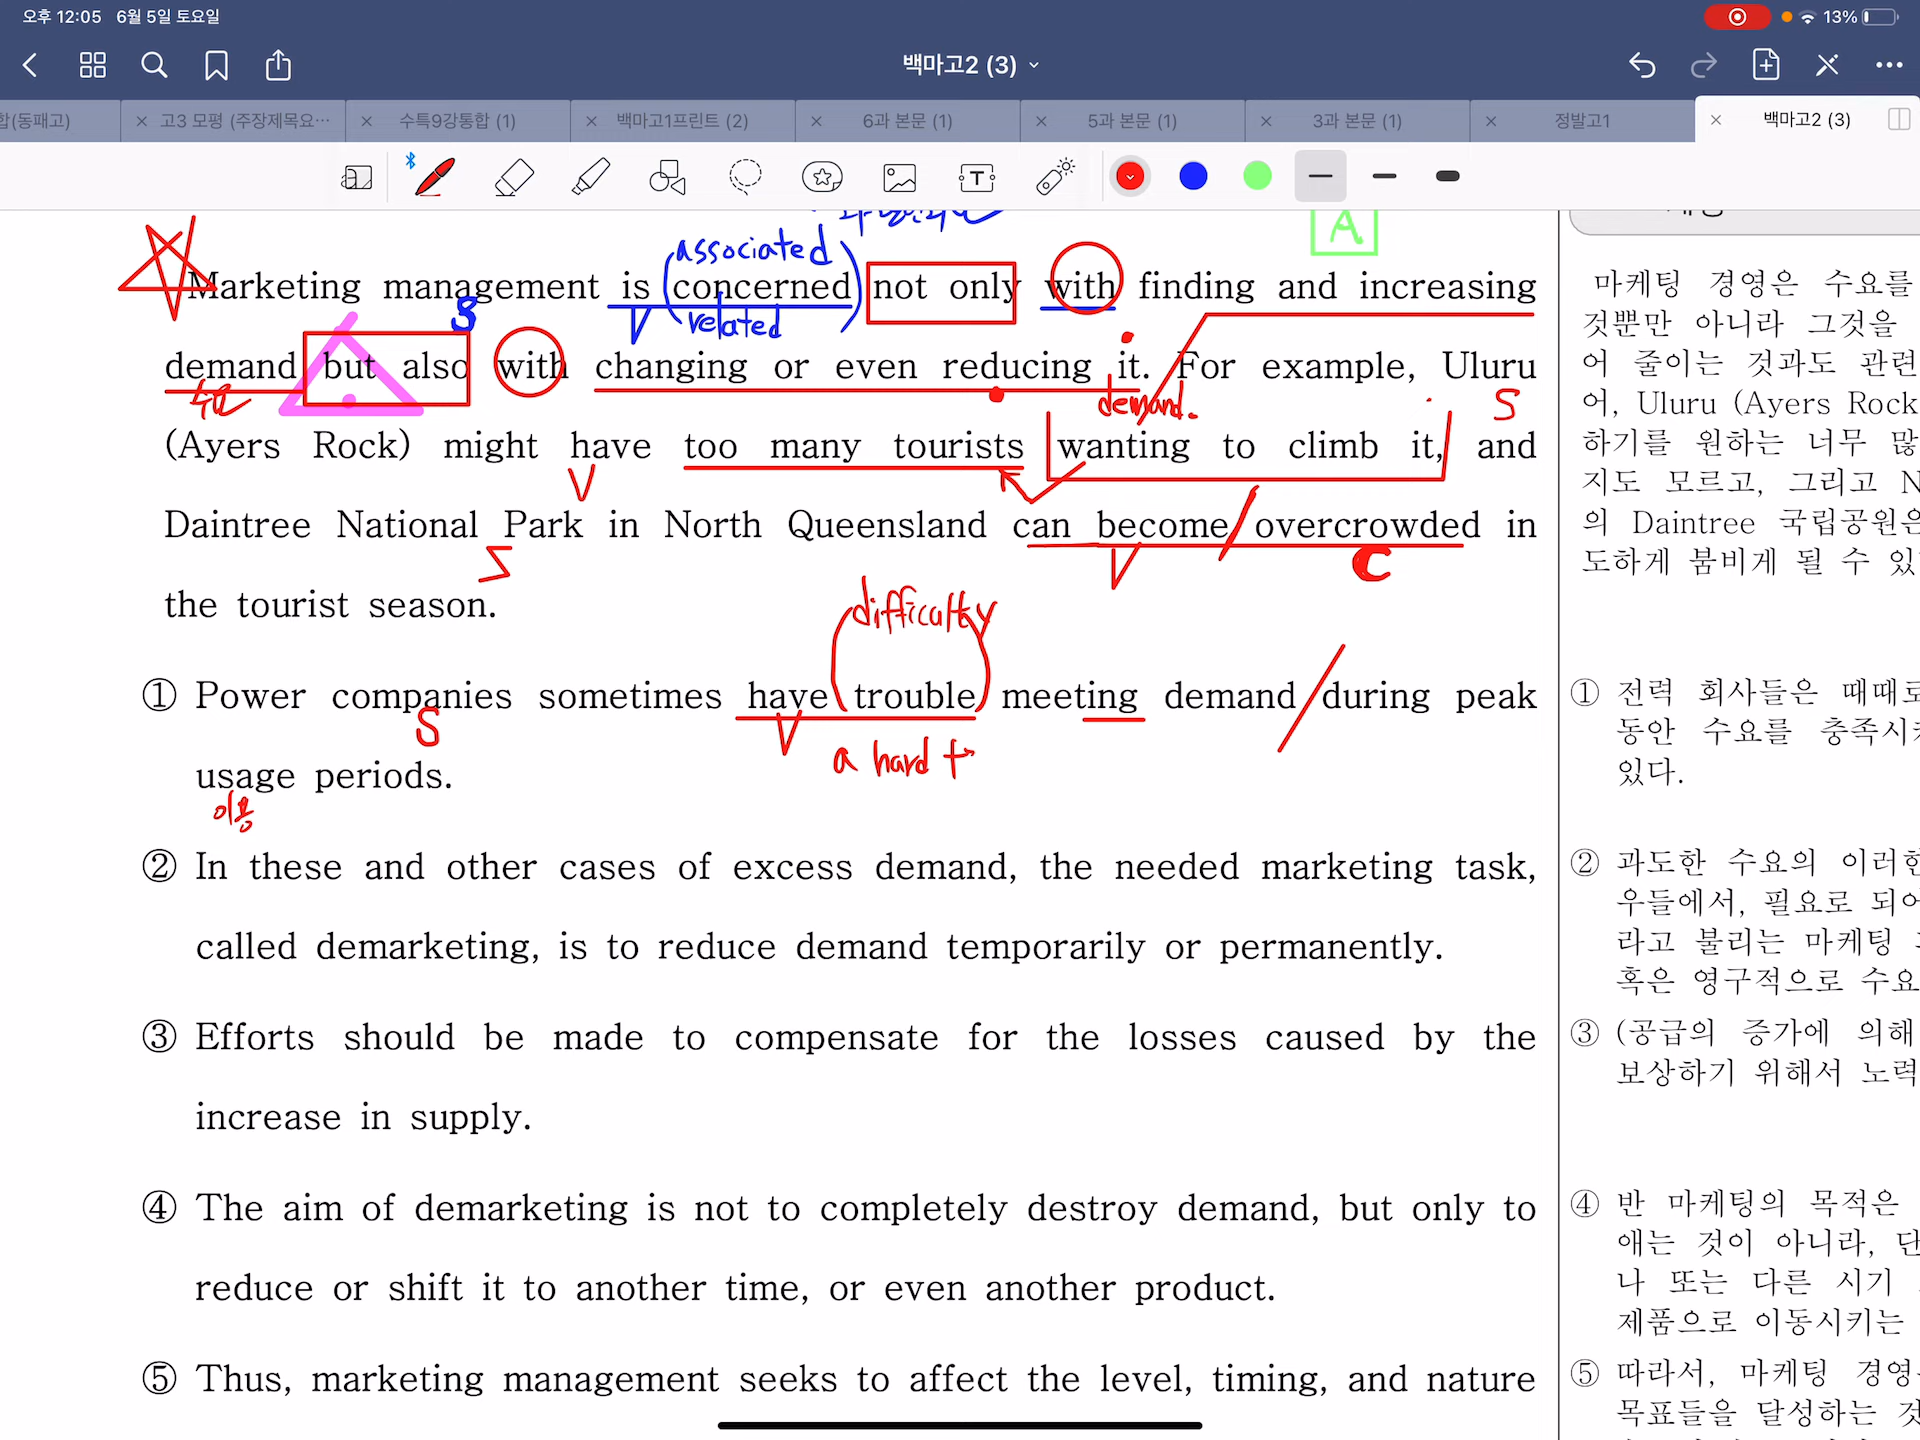 오후 12:05 6월 5일 토요일
13%
백마고2 (3)
합(동패고)
고3 모평 (주장제목요…
수특9강통합 (1)
백마고1프린트 (2)
6과 본문 (1)
5과 본문 (1)
3과 본문 (1)
정발고1
백마고2 (3)
A
associated
Marketing management is concerned not only with finding and increasing
V
related
S
demand but also with changing or even reducing it. For example, Uluru
수요
demand.
S
(Ayers Rock) might have too many tourists wanting to climb it, and
V
Daintree National Park in North Queensland can become overcrowded in
S
V
C
the tourist season.
difficulty
① Power companies sometimes have trouble meeting demand during peak
S
V
a hard t
usage periods.
이용
② In these and other cases of excess demand, the needed marketing task,
called demarketing, is to reduce demand temporarily or permanently.
③ Efforts should be made to compensate for the losses caused by the
increase in supply.
④ The aim of demarketing is not to completely destroy demand, but only to
reduce or shift it to another time, or even another product.
⑤ Thus, marketing management seeks to affect the level, timing, and nature
마케팅 경영은 수요를
것뿐만 아니라 그것을
어 줄이는 것과도 관련
어, Uluru (Ayers Rock
하기를 원하는 너무 많
지도 모르고, 그리고 N
의 Daintree 국립공원은
도하게 붐비게 될 수 있
① 전력 회사들은 때때로
동안 수요를 충족시키
있다.
② 과도한 수요의 이러한
우들에서, 필요로 되어
라고 불리는 마케팅
혹은 영구적으로 수요
③ (공급의 증가에 의해
보상하기 위해서 노력
④ 반 마케팅의 목적은
애는 것이 아니라, 단
나 또는 다른 시기
제품으로 이동시키는
⑤ 따라서, 마케팅 경영
목표들을 달성하는 것